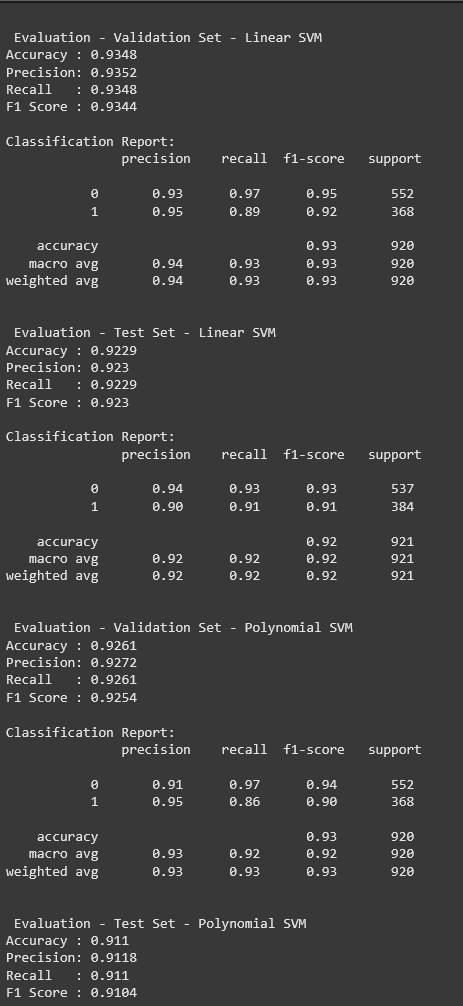 Evaluation - Validation Set - Linear SVM
Accuracy : 0.9348
Precision: 0.9352
Recall   : 0.9348
F1 Score : 0.9344
Classification Report:
              precision    recall  f1-score   support
           0       0.93      0.97      0.95       552
           1       0.95      0.89      0.92       368
    accuracy                           0.93       920
   macro avg       0.94      0.93      0.93       920
weighted avg       0.94      0.93      0.93       920
Evaluation - Test Set - Linear SVM
Accuracy : 0.9229
Precision: 0.923
Recall   : 0.9229
F1 Score : 0.923
Classification Report:
              precision    recall  f1-score   support
           0       0.94      0.93      0.93       537
           1       0.90      0.91      0.91       384
    accuracy                           0.92       921
   macro avg       0.92      0.92      0.92       921
weighted avg       0.92      0.92      0.92       921
Evaluation - Validation Set - Polynomial SVM
Accuracy : 0.9261
Precision: 0.9272
Recall   : 0.9261
F1 Score : 0.9254
Classification Report:
              precision    recall  f1-score   support
           0       0.91      0.97      0.94       552
           1       0.95      0.86      0.90       368
    accuracy                           0.93       920
   macro avg       0.93      0.92      0.92       920
weighted avg       0.93      0.93      0.93       920
Evaluation - Test Set - Polynomial SVM
Accuracy : 0.911
Precision: 0.9118
Recall   : 0.911
F1 Score : 0.9104